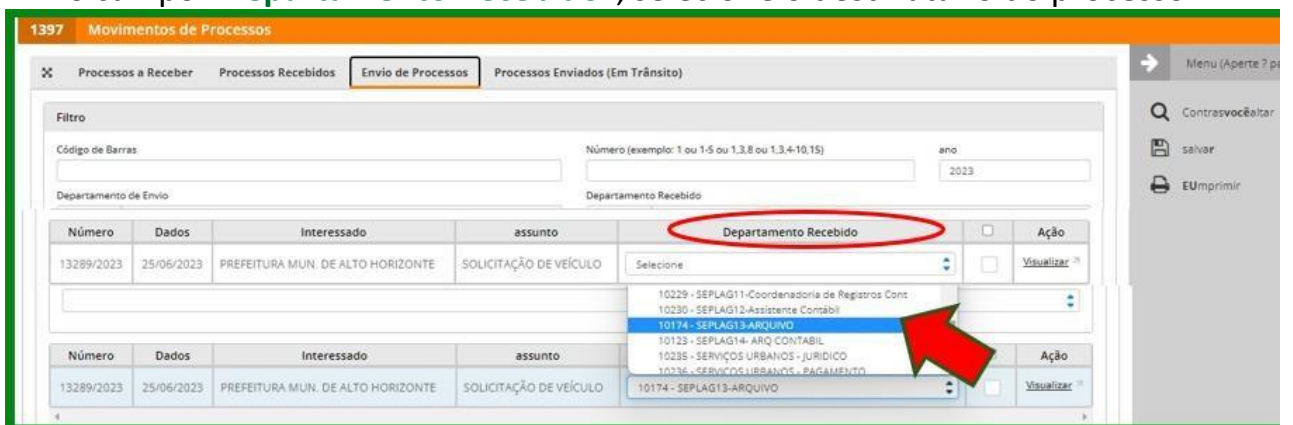 1397 Movimentos de Processos
Processos a Receber Processos Recebidos Envio de Processos Processos Enviados (Em Trânsito)
Menu (Aperte ? pa
Filtro
Contrasvocêaltar
Código de Barras Número (exemplo: 1 ou 1-5 ou 1,3,8 ou 1,3,4-10,15) ano
salvar
2023
EUmprimir
Departamento de Envio Departamento Recebido
Número Dados Interessado assunto Departamento Recebido Ação
13289/2023 25/06/2023 PREFEITURA MUN. DE ALTO HORIZONTE SOLICITAÇÃO DE VEÍCULO Selecione Visualizar
10229 - SEPLAG11-Coordenadoria de Registros Cont
10230 - SEPLAG12-Assistente Contábil
10174 - SEPLAG13-ARQUIVO
10123 - SEPLAG14- ARQ CONTABIL
10235 - SERVIÇOS URBANOS - JURIDICO
10236 - SERVIÇOS URBANOS - PAGAMENTO
Número Dados Interessado assunto Ação
13289/2023 25/06/2023 PREFEITURA MUN. DE ALTO HORIZONTE SOLICITAÇÃO DE VEÍCULO 10174 - SEPLAG13-ARQUIVO Visualizar